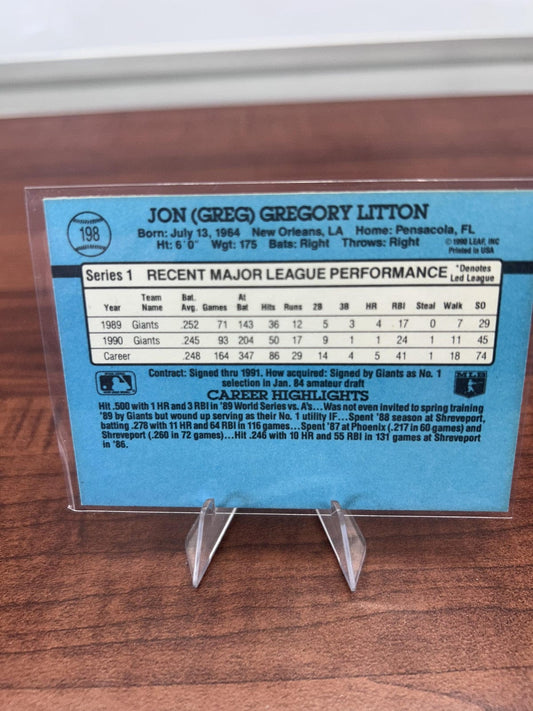 198
JON (GREG) GREGORY LITTON
Born: July 13, 1964 New Orleans, LA Home: Pensacola, FL
Ht: 6'0" Wgt: 175 Bats: Right Throws: Right
©1990 LEAF, INC
Printed in USA
Series 1 RECENT MAJOR LEAGUE PERFORMANCE *Denotes Led League
Year Team Name Bat. Avg. Games At Bat Hits Runs 2B 3B HR RBI Steal Walk SO
1989 Giants .252 71 143 36 12 5 3 4 17 0 7 29
1990 Giants .245 93 204 50 17 9 1 1 24 1 11 45
Career .248 164 347 86 29 14 4 5 41 1 18 74
Contract: Signed thru 1991. How acquired: Signed by Giants as No. 1
selection in Jan. 84 amateur draft
CAREER HIGHLIGHTS
Hit .500 with 1 HR and 3 RBI in '89 World Series vs. A's... Was not even invited to spring training
'89 by Giants but wound up serving as their No. 1 utility IF... Spent '88 season at Shreveport,
batting .278 with 11 HR and 64 RBI in 116 games... Spent '87 at Phoenix (.217 in 60 games) and
Shreveport (.260 in 72 games)...Hit .246 with 10 HR and 55 RBI in 131 games at Shreveport
in '86.
MLB